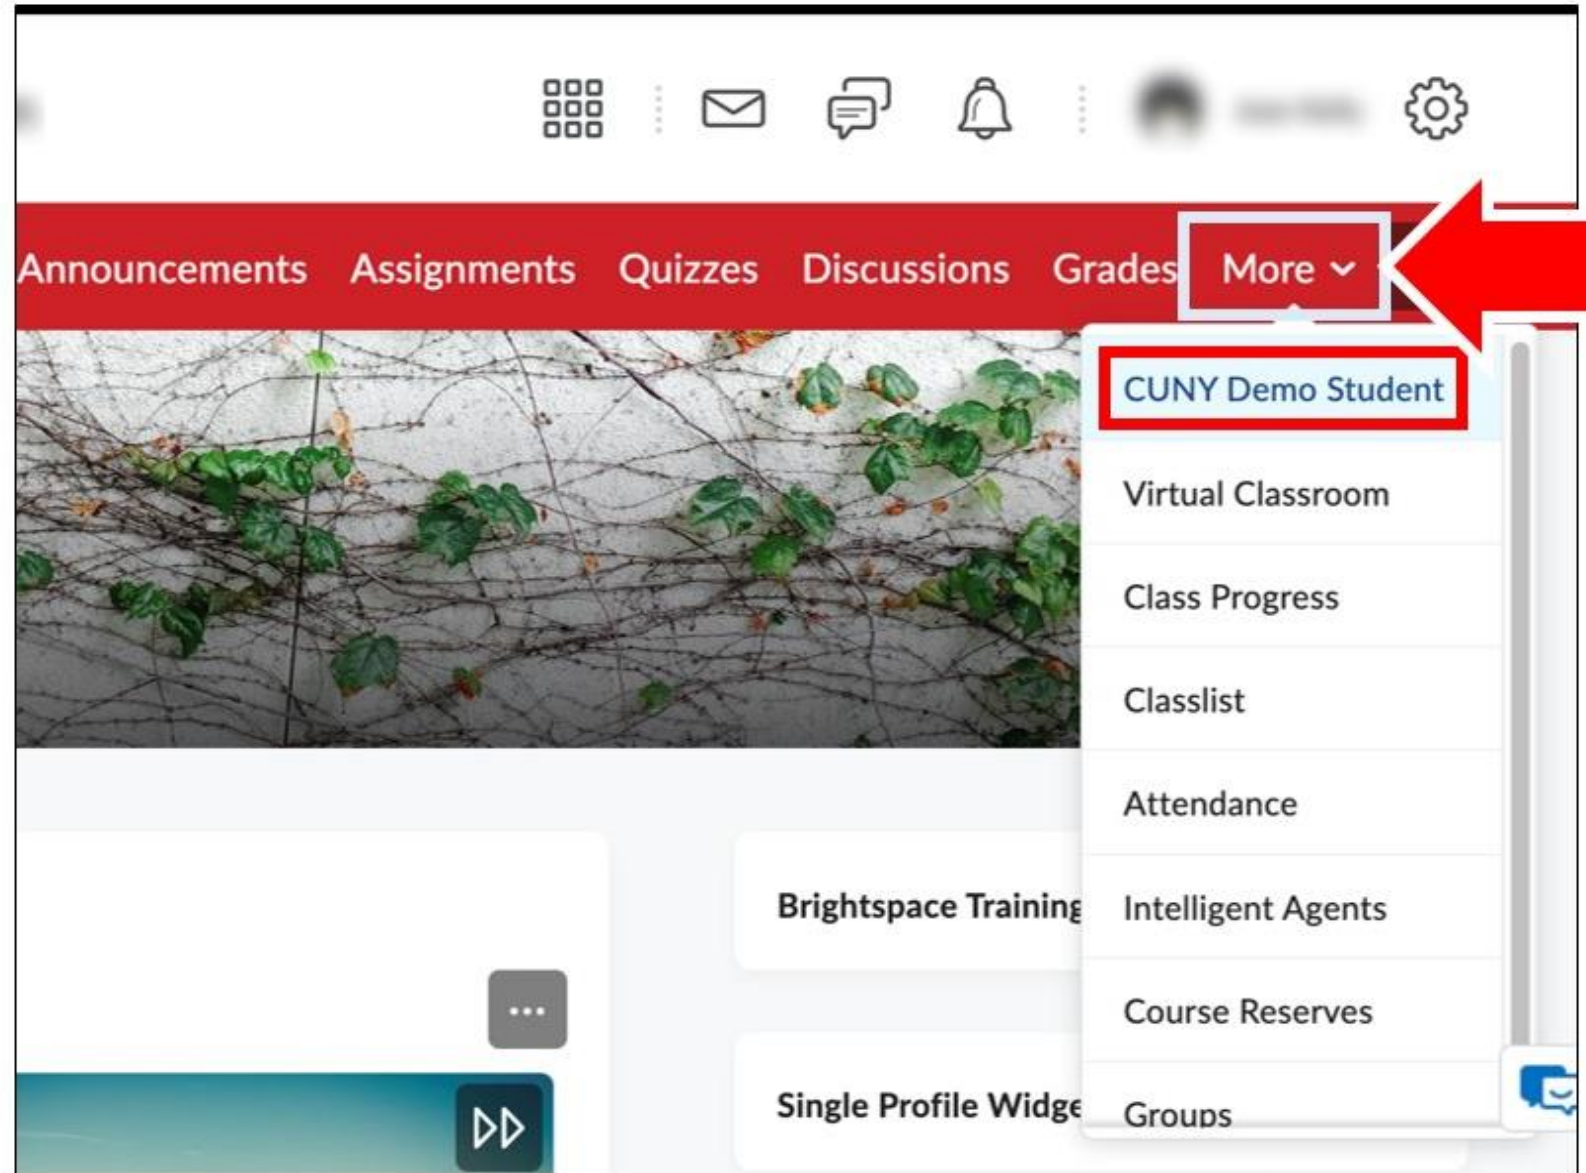 Announcements Assignments Quizzes Discussions Grades More
CUNY Demo Student
Virtual Classroom
Class Progress
Classlist
Attendance
Intelligent Agents
Course Reserves
Groups
Brightspace Training
Single Profile Widge